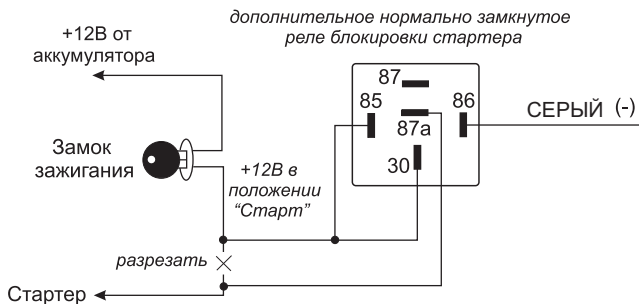 дополнительное нормально замкнутое
реле блокировки стартера
+12В от
аккумулятора
87
85
86
87а
СЕРЫЙ (-)
30
Замок
зажигания
+12В в
положении
“Старт”
разрезать
Стартер